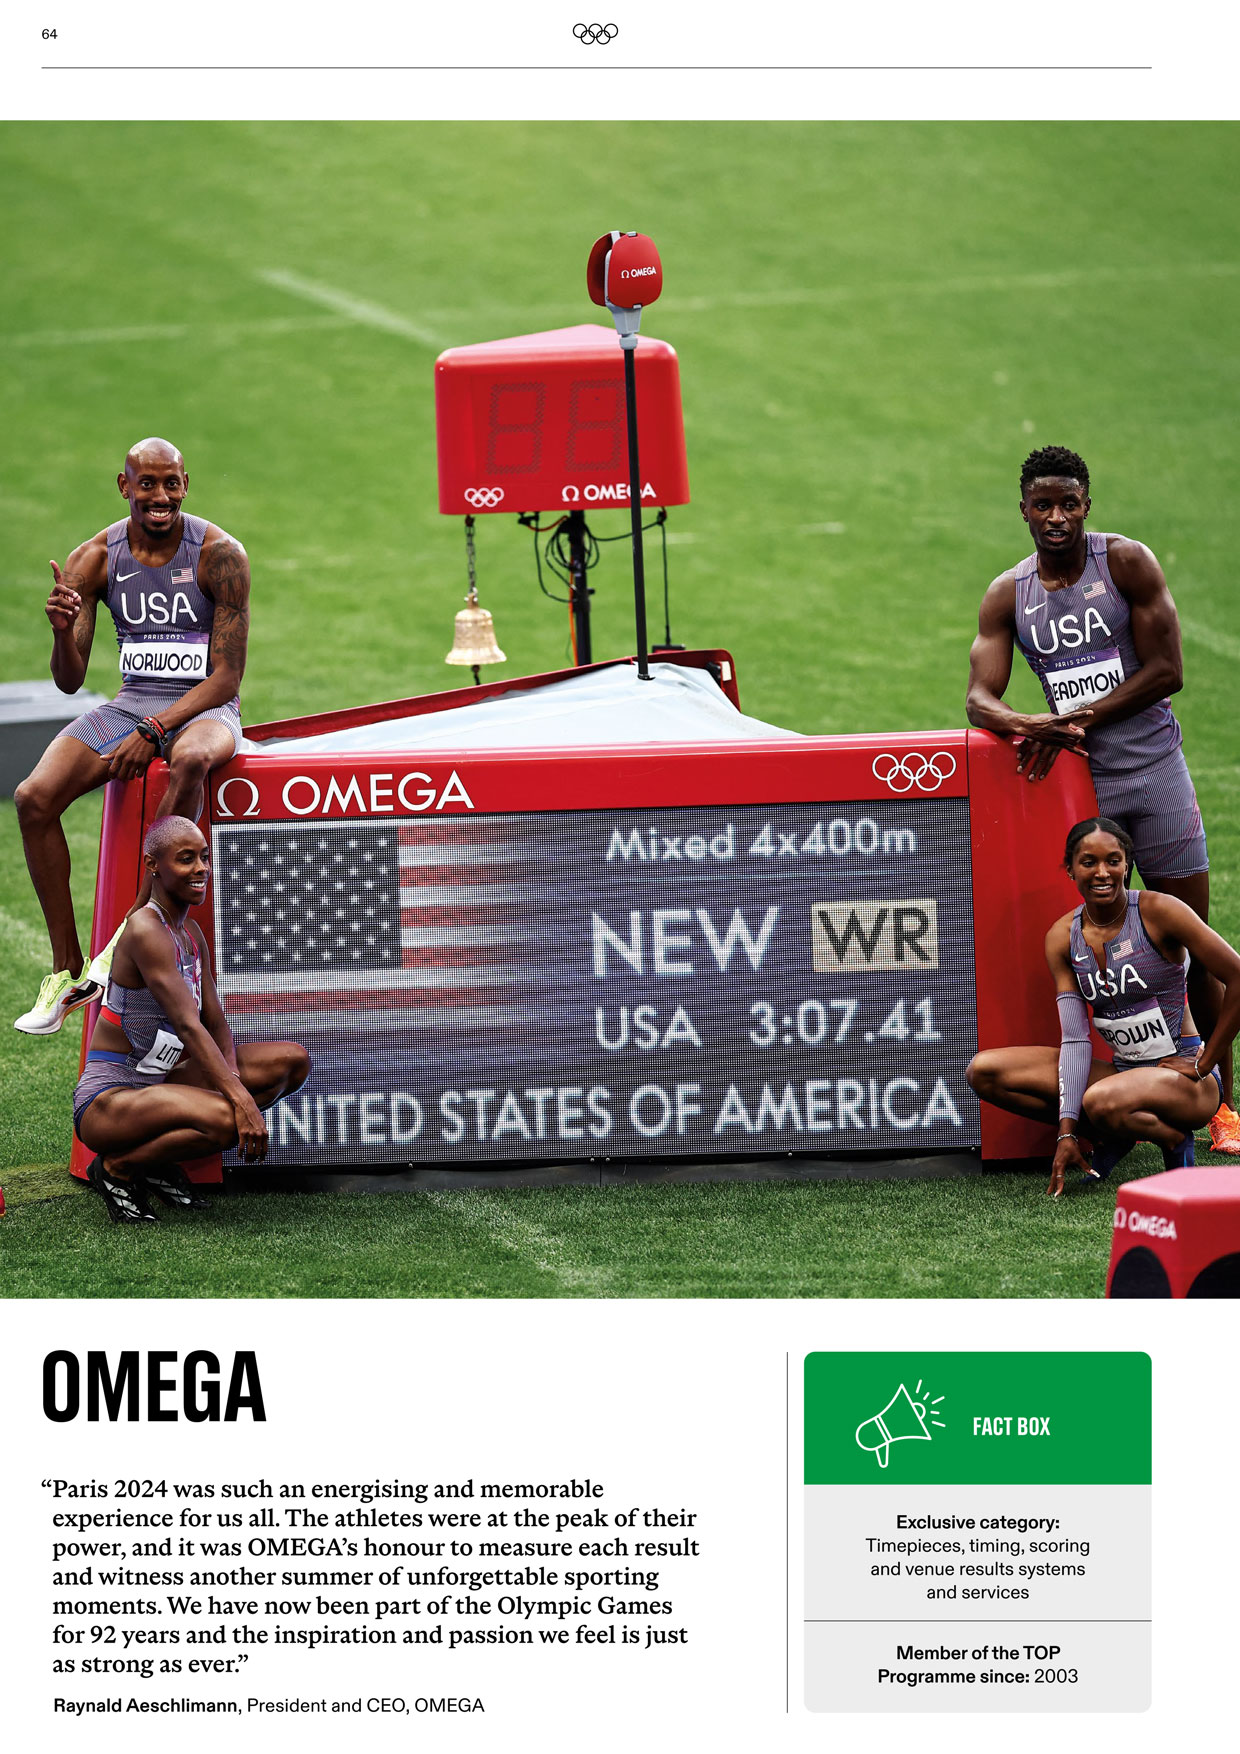 64
Ω OMEGA
Ω OMEGA
USA
PARIS 2024
NORWOOD
USA
PARIS 2024
EADMON
Ω OMEGA
Mixed 4x400m
NEW WR
USA 3:07.41
UNITED STATES OF AMERICA
USA
BROWN
Ω OMEGA
OMEGA
“Paris 2024 was such an energising and memorable
experience for us all. The athletes were at the peak of their
power, and it was OMEGA’s honour to measure each result
and witness another summer of unforgettable sporting
moments. We have now been part of the Olympic Games
for 92 years and the inspiration and passion we feel is just
as strong as ever.”
Raynald Aeschlimann, President and CEO, OMEGA
FACT BOX
Exclusive category:
Timepieces, timing, scoring
and venue results systems
and services
Member of the TOP
Programme since: 2003